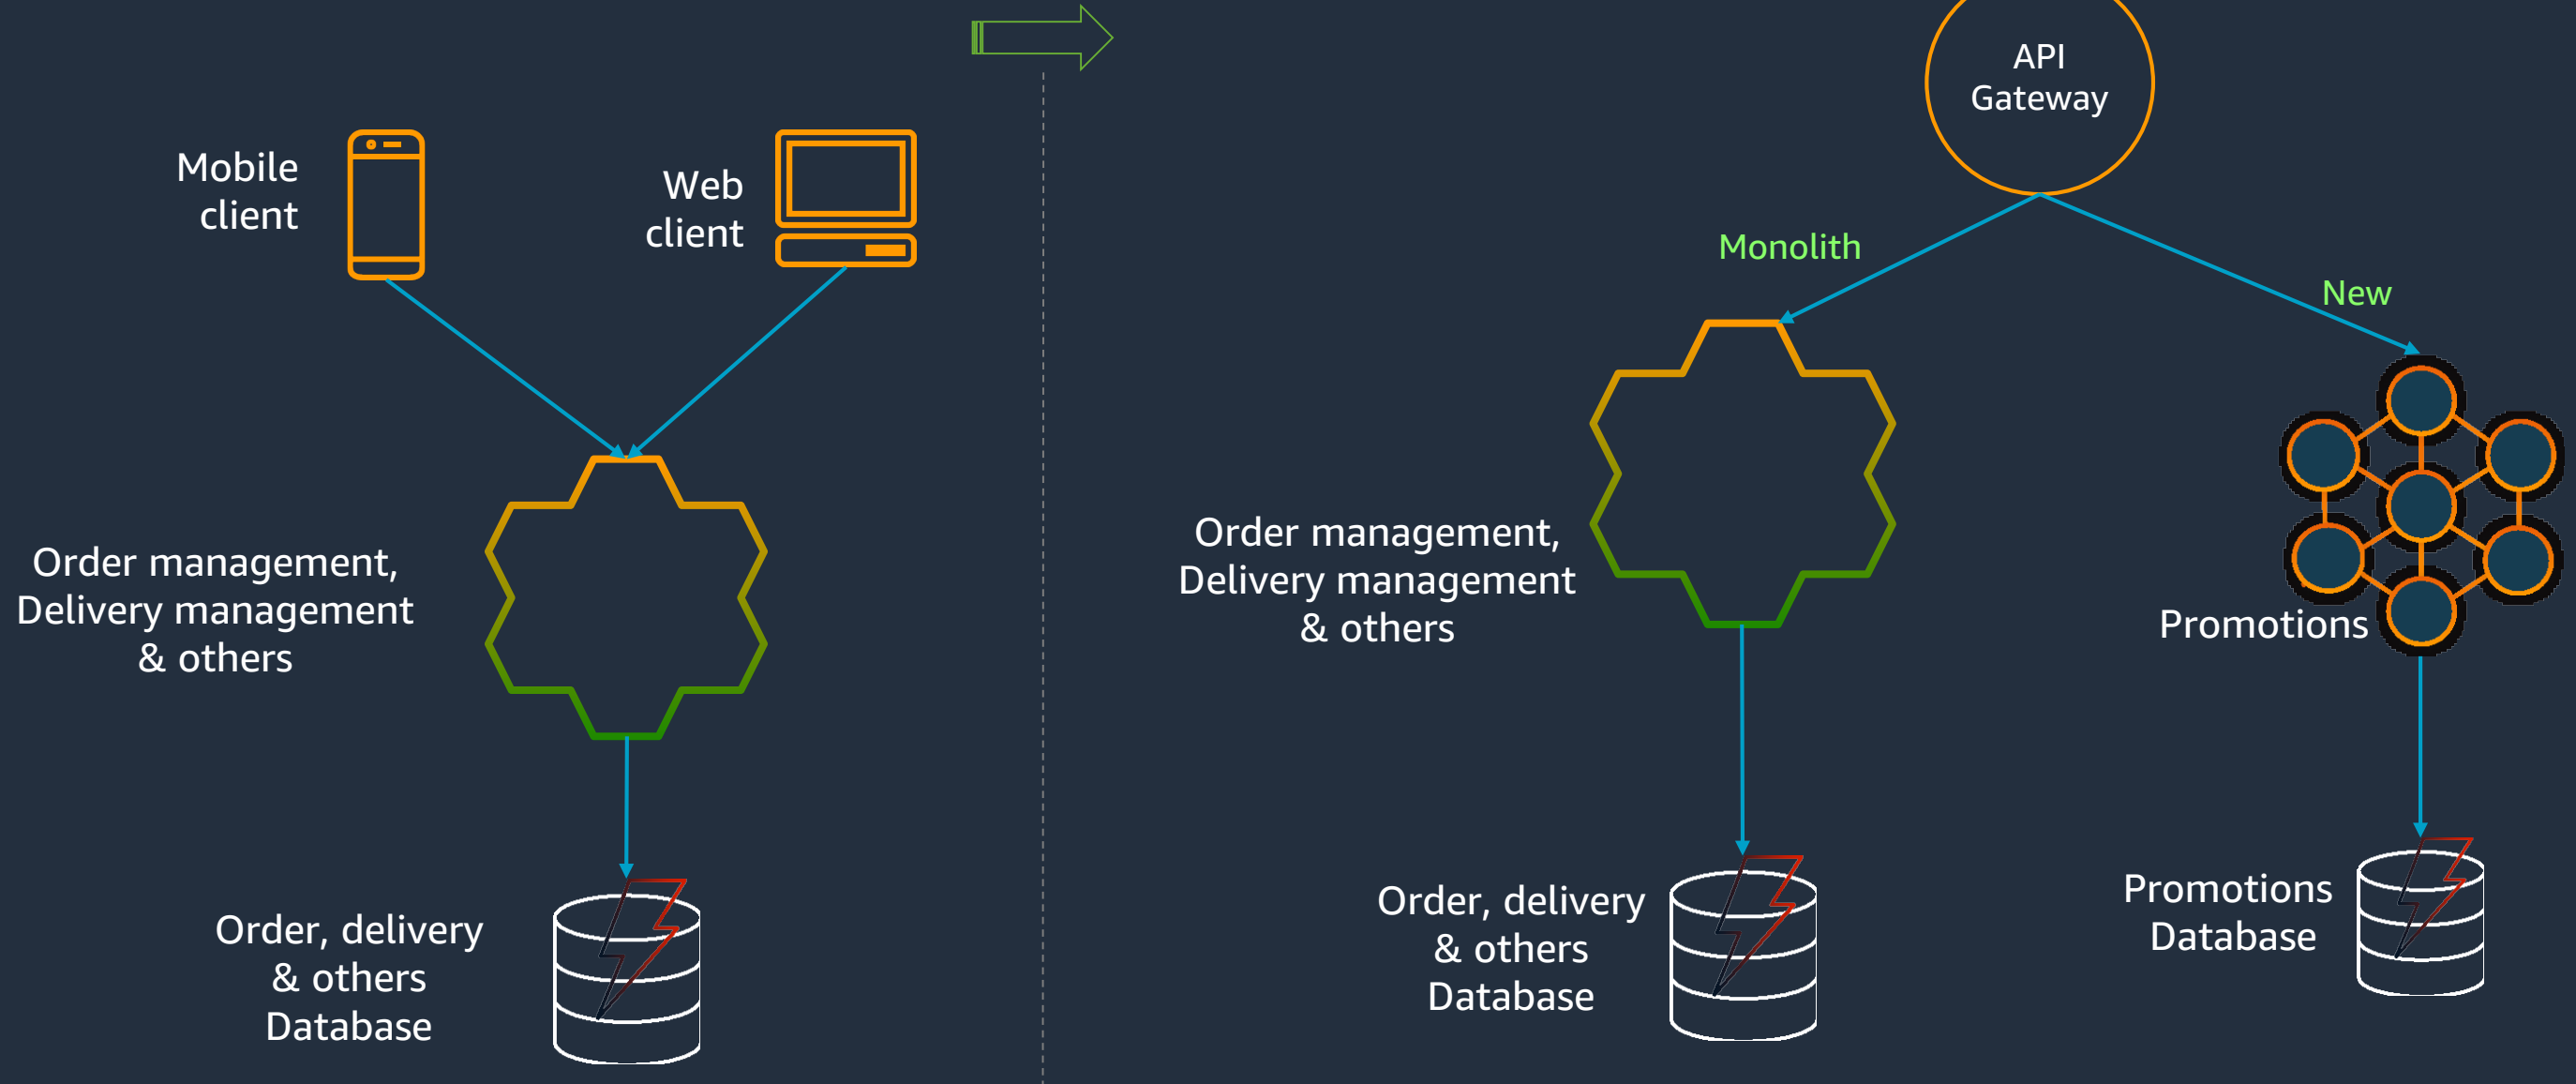 Mobile
client
Web
client
Order management,
Delivery management
& others
Order, delivery
& others
Database
API
Gateway
Monolith
New
Order management,
Delivery management
& others
Promotions
Order, delivery
& others
Database
Promotions
Database